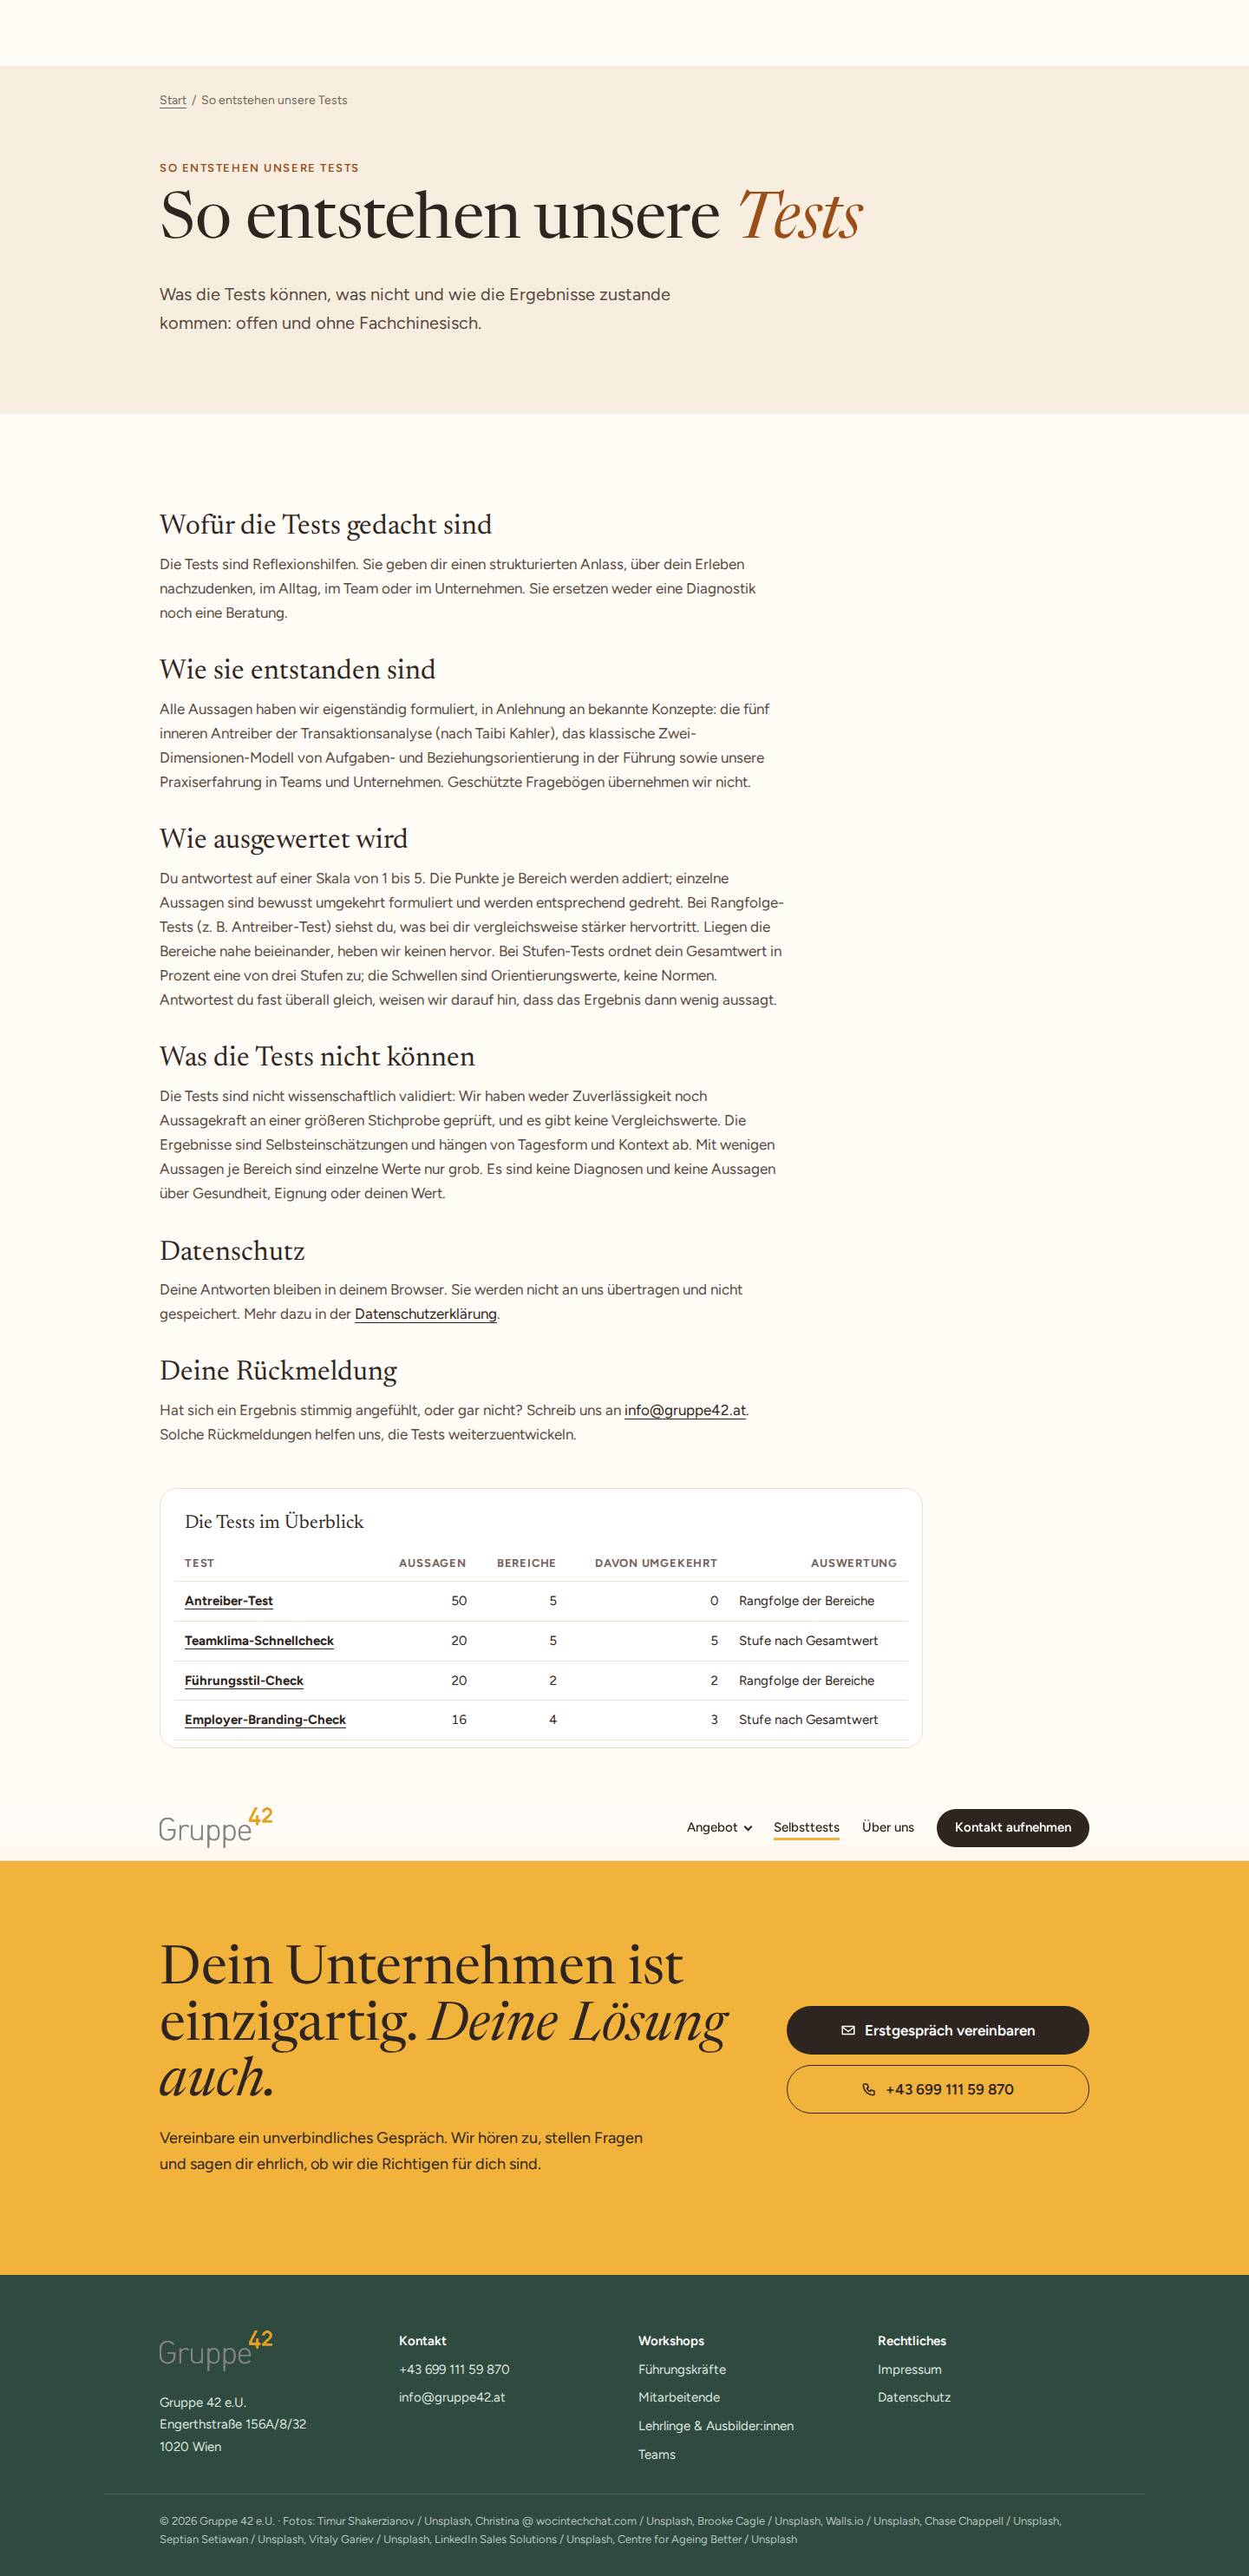 Start / So entstehen unsere Tests
SO ENTSTEHEN UNSERE TESTS
So entstehen unsere Tests
Was die Tests können, was nicht und wie die Ergebnisse zustande
kommen: offen und ohne Fachchinesisch.
Wofür die Tests gedacht sind
Die Tests sind Reflexionshilfen. Sie geben dir einen strukturierten Anlass, über dein Erleben
nachzudenken, im Alltag, im Team oder im Unternehmen. Sie ersetzen weder eine Diagnostik
noch eine Beratung.
Wie sie entstanden sind
Alle Aussagen haben wir eigenständig formuliert, in Anlehnung an bekannte Konzepte: die fünf
inneren Antreiber der Transaktionsanalyse (nach Taibi Kahler), das klassische Zwei-
Dimensionen-Modell von Aufgaben- und Beziehungsorientierung in der Führung sowie unsere
Praxiserfahrung in Teams und Unternehmen. Geschützte Fragebögen übernehmen wir nicht.
Wie ausgewertet wird
Du antwortest auf einer Skala von 1 bis 5. Die Punkte je Bereich werden addiert; einzelne
Aussagen sind bewusst umgekehrt formuliert und werden entsprechend gedreht. Bei Rangfolge-
Tests (z. B. Antreiber-Test) siehst du, was bei dir vergleichsweise stärker hervortritt. Liegen die
Bereiche nahe beieinander, heben wir keinen hervor. Bei Stufen-Tests ordnet dein Gesamtwert in
Prozent eine von drei Stufen zu; die Schwellen sind Orientierungswerte, keine Normen.
Antwortest du fast überall gleich, weisen wir darauf hin, dass das Ergebnis dann wenig aussagt.
Was die Tests nicht können
Die Tests sind nicht wissenschaftlich validiert: Wir haben weder Zuverlässigkeit noch
Aussagekraft an einer größeren Stichprobe geprüft, und es gibt keine Vergleichswerte. Die
Ergebnisse sind Selbsteinschätzungen und hängen von Tagesform und Kontext ab. Mit wenigen
Aussagen je Bereich sind einzelne Werte nur grob. Es sind keine Diagnosen und keine Aussagen
über Gesundheit, Eignung oder deinen Wert.
Datenschutz
Deine Antworten bleiben in deinem Browser. Sie werden nicht an uns übertragen und nicht
gespeichert. Mehr dazu in der Datenschutzerklärung.
Deine Rückmeldung
Hat sich ein Ergebnis stimmig angefühlt, oder gar nicht? Schreib uns an info@gruppe42.at.
Solche Rückmeldungen helfen uns, die Tests weiterzuentwickeln.
Die Tests im Überblick
TEST AUSSAGEN BEREICHE DAVON UMGEKEHRT AUSWERTUNG
Antreiber-Test 50 5 0 Rangfolge der Bereiche
Teamklima-Schnellcheck 20 5 5 Stufe nach Gesamtwert
Führungsstil-Check 20 2 2 Rangfolge der Bereiche
Employer-Branding-Check 16 4 3 Stufe nach Gesamtwert
Gruppe42 Angebot Selbsttests Über uns Kontakt aufnehmen
Dein Unternehmen ist
einzigartig. Deine Lösung
auch.
Vereinbare ein unverbindliches Gespräch. Wir hören zu, stellen Fragen
und sagen dir ehrlich, ob wir die Richtigen für dich sind.
Erstgespräch vereinbaren
+43 699 111 59 870
Gruppe42
Gruppe 42 e.U.
Engerthstraße 156A/8/32
1020 Wien
Kontakt
+43 699 111 59 870
info@gruppe42.at
Workshops
Führungskräfte
Mitarbeitende
Lehrlinge & Ausbilder:innen
Teams
Rechtliches
Impressum
Datenschutz
© 2026 Gruppe 42 e.U. · Fotos: Timur Shakerzianov / Unsplash, Christina @ wocintechchat.com / Unsplash, Brooke Cagle / Unsplash, Walls.io / Unsplash, Chase Chappell / Unsplash,
Septian Setiawan / Unsplash, Vitaly Gariev / Unsplash, LinkedIn Sales Solutions / Unsplash, Centre for Ageing Better / Unsplash